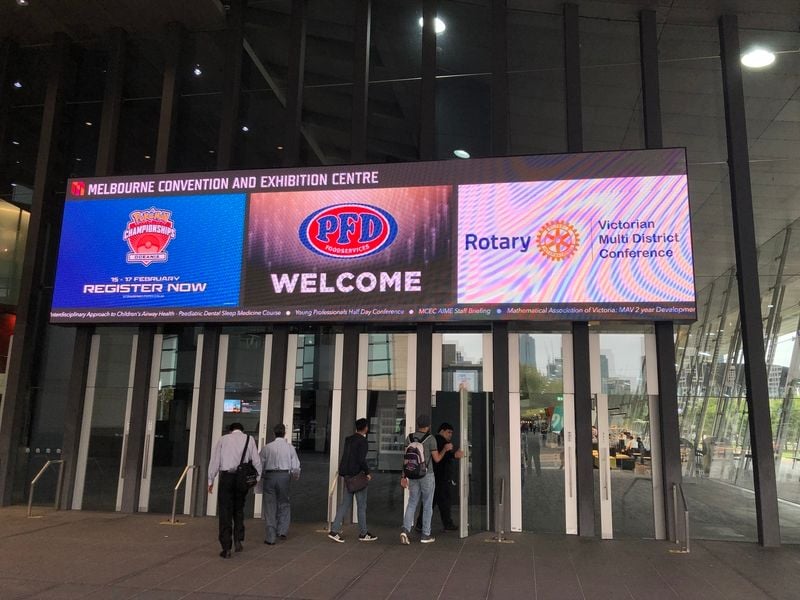 MELBOURNE CONVENTION AND EXHIBITION CENTRE
Pokémon
CHAMPIONSHIPS
OCEANIA
15 - 17 FEBRUARY
REGISTER NOW
PFD
FOODSERVICES
WELCOME
Rotary
Victorian
Multi District
Conference
Interdisciplinary Approach to Children's Airway Health - Paediatric Dental Sleep Medicine Course • Young Professionals Half Day Conference • MCEC AIME Staff Briefing • Mathematical Association of Victoria: MAV 2 year Development